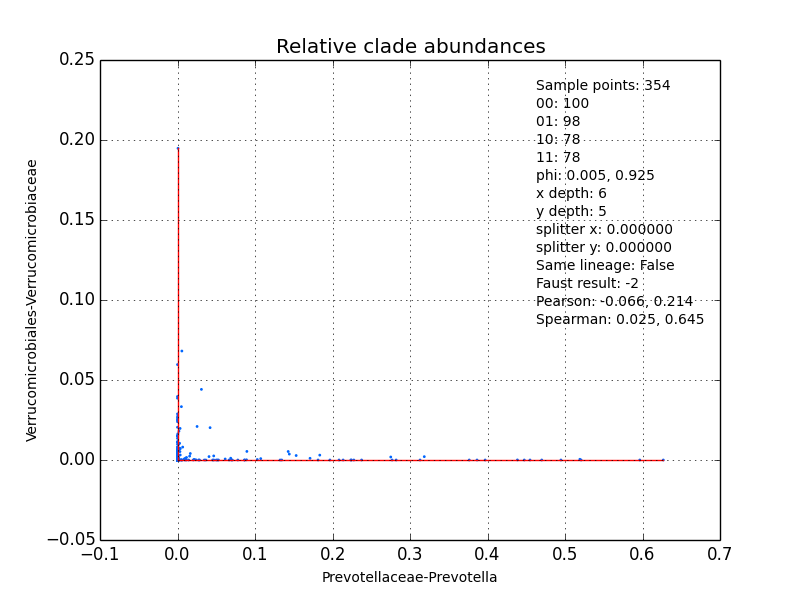 Relative clade abundances
0.25
0.20
0.15
0.10
0.05
0.00
−0.05
−0.1
0.0
0.1
0.2
0.3
0.4
0.5
0.6
0.7
Verrucomicrobiales-Verrucomicrobiaceae
Prevotellaceae-Prevotella
Sample points: 354
00: 100
01: 98
10: 78
11: 78
phi: 0.005, 0.925
x depth: 6
y depth: 5
splitter x: 0.000000
splitter y: 0.000000
Same lineage: False
Faust result: -2
Pearson: -0.066, 0.214
Spearman: 0.025, 0.645